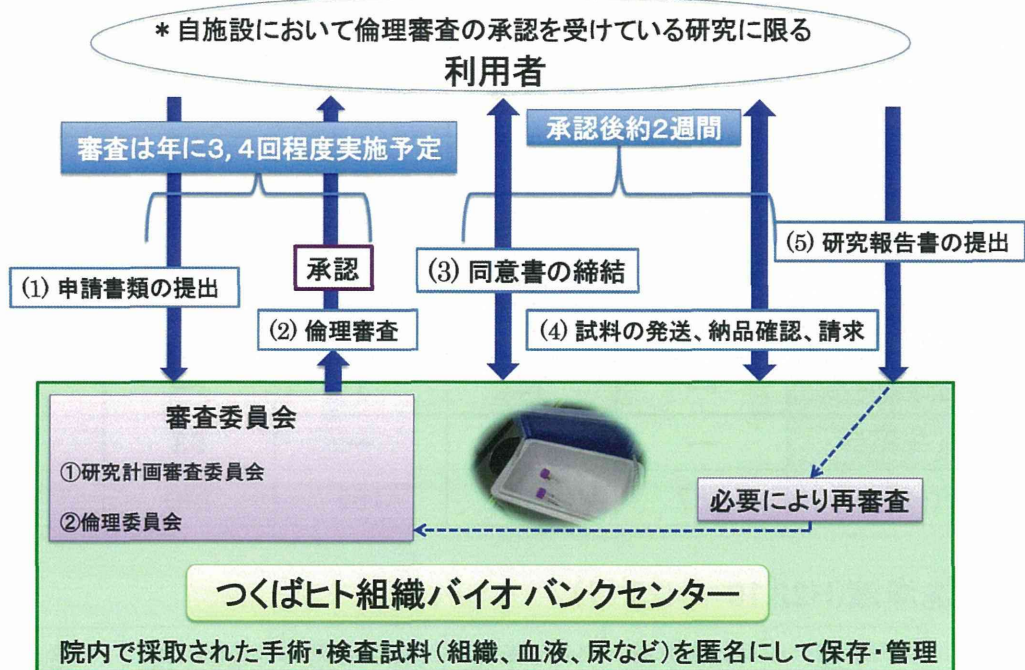 *自施設において倫理審査の承認を受けている研究に限る
利用者
審査は年に3,4回程度実施予定
承認後約2週間
(1) 申請書類の提出
承認
(2) 倫理審査
(3) 同意書の締結
(4) 試料の発送、納品確認、請求
(5) 研究報告書の提出
審査委員会
①研究計画審査委員会
②倫理委員会
必要により再審査
つくばヒト組織バイオバンクセンター
院内で採取された手術・検査試料(組織、血液、尿など)を匿名にして保存・管理